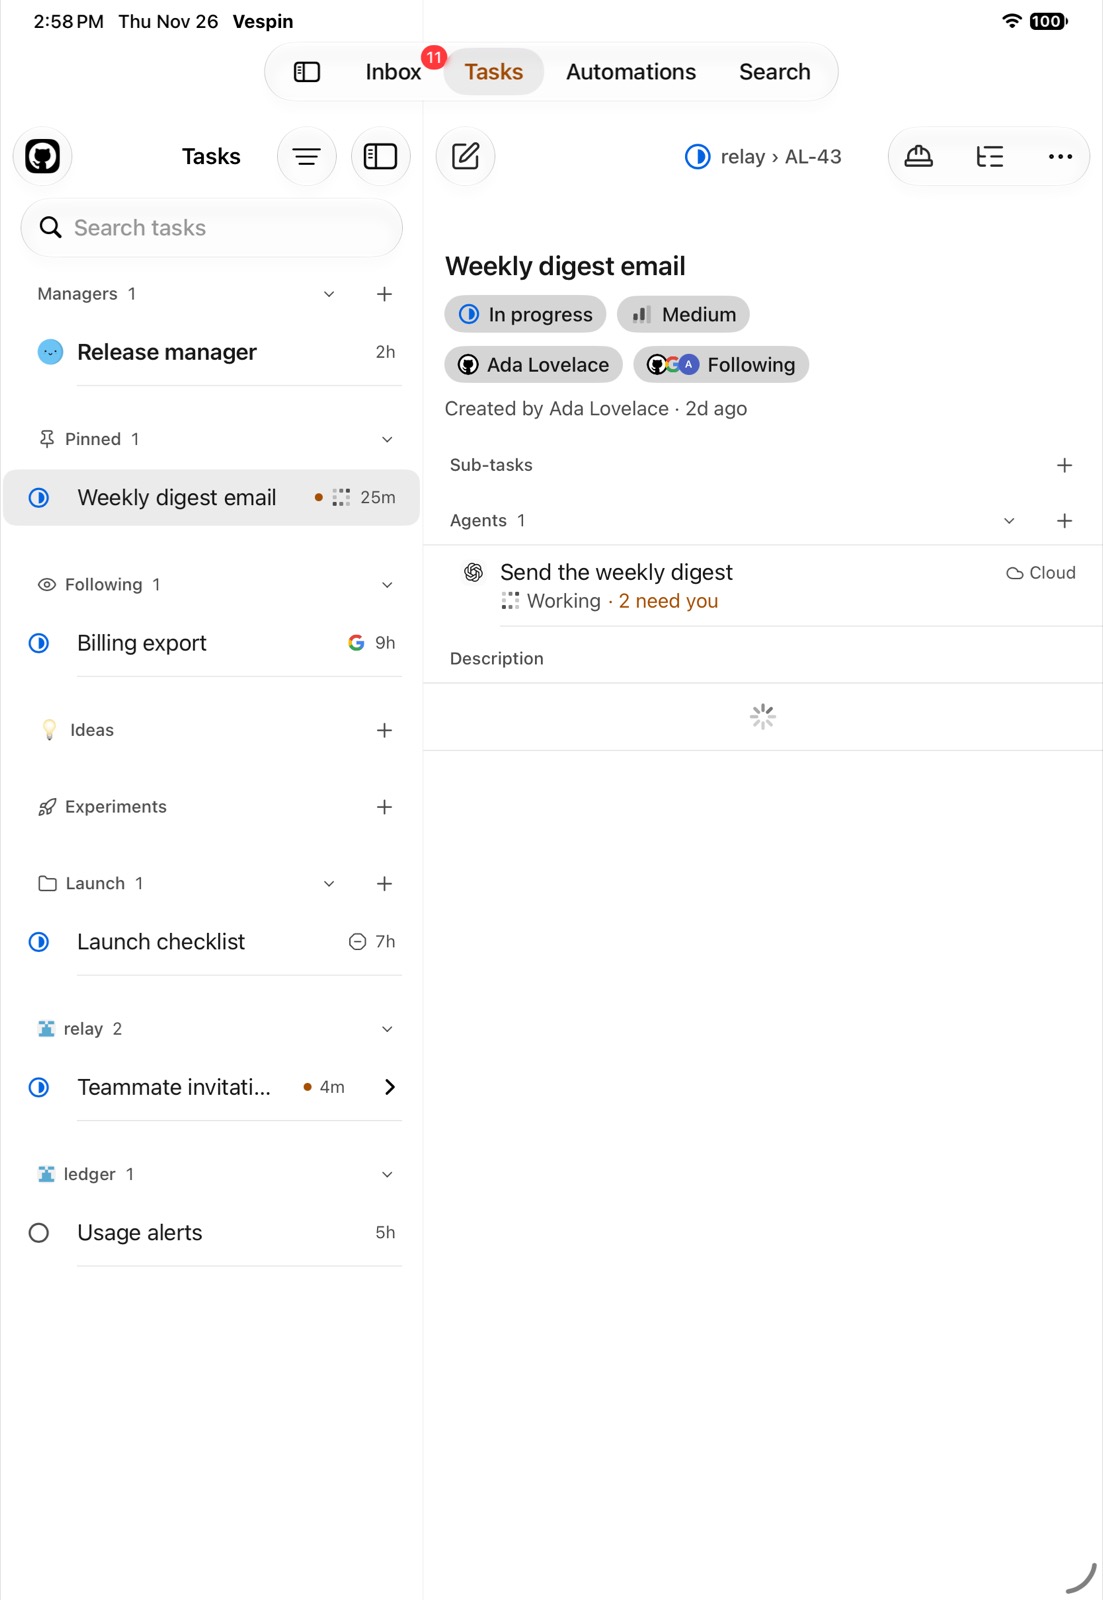 2:58 PM Thu Nov 26 Vespin
100
Inbox 11 Tasks Automations Search
Tasks
relay › AL-43
Search tasks
Managers 1
Release manager 2h
Pinned 1
Weekly digest email 25m
Following 1
Billing export 9h
Ideas
Experiments
Launch 1
Launch checklist 7h
relay 2
Teammate invitati... 4m
ledger 1
Usage alerts 5h
Weekly digest email
In progress Medium
Ada Lovelace A Following
Created by Ada Lovelace · 2d ago
Sub-tasks
Agents 1
Send the weekly digest Cloud
Working · 2 need you
Description